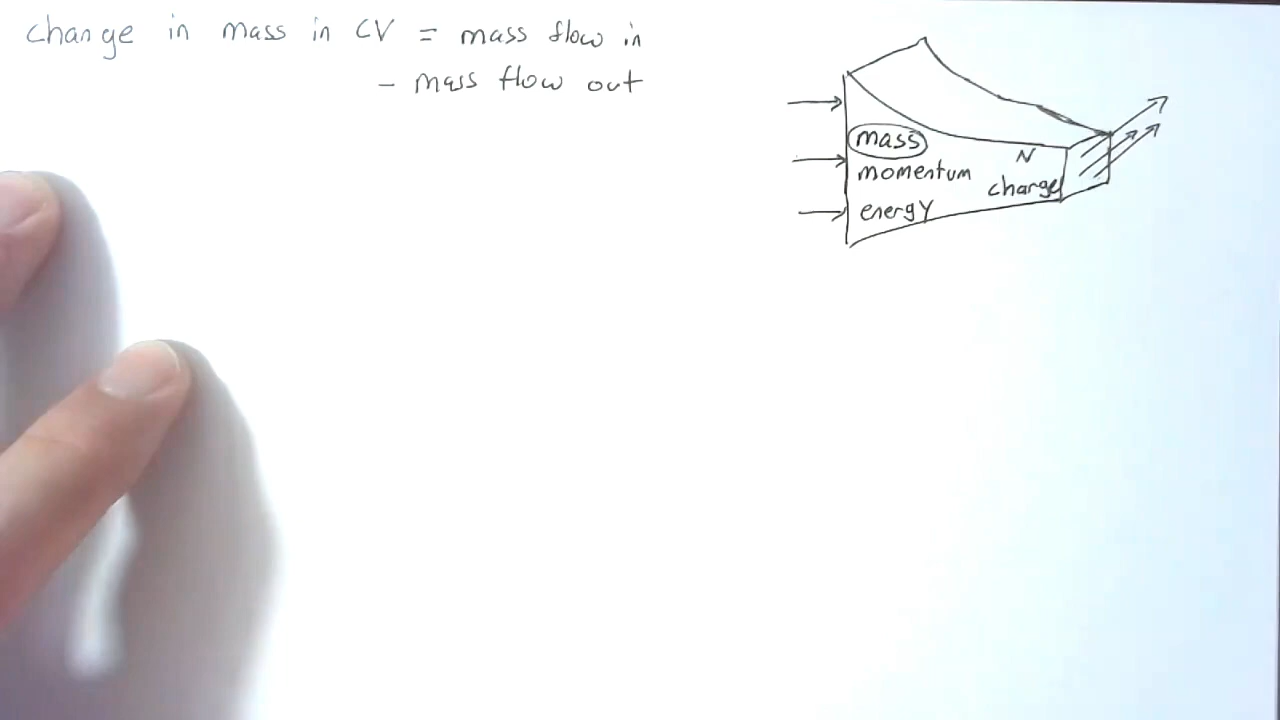 change in mass in CV = mass flow in
- mass flow out
mass
momentum
energy
N
charge